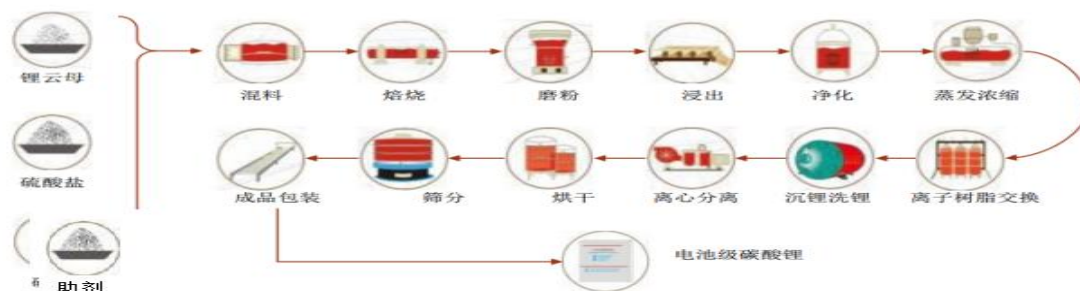 锂云母
硫酸盐
助剂
混料
焙烧
磨粉
浸出
净化
蒸发浓缩
成品包装
筛分
烘干
离心分离
沉锂洗锂
离子树脂交换
电池级碳酸锂